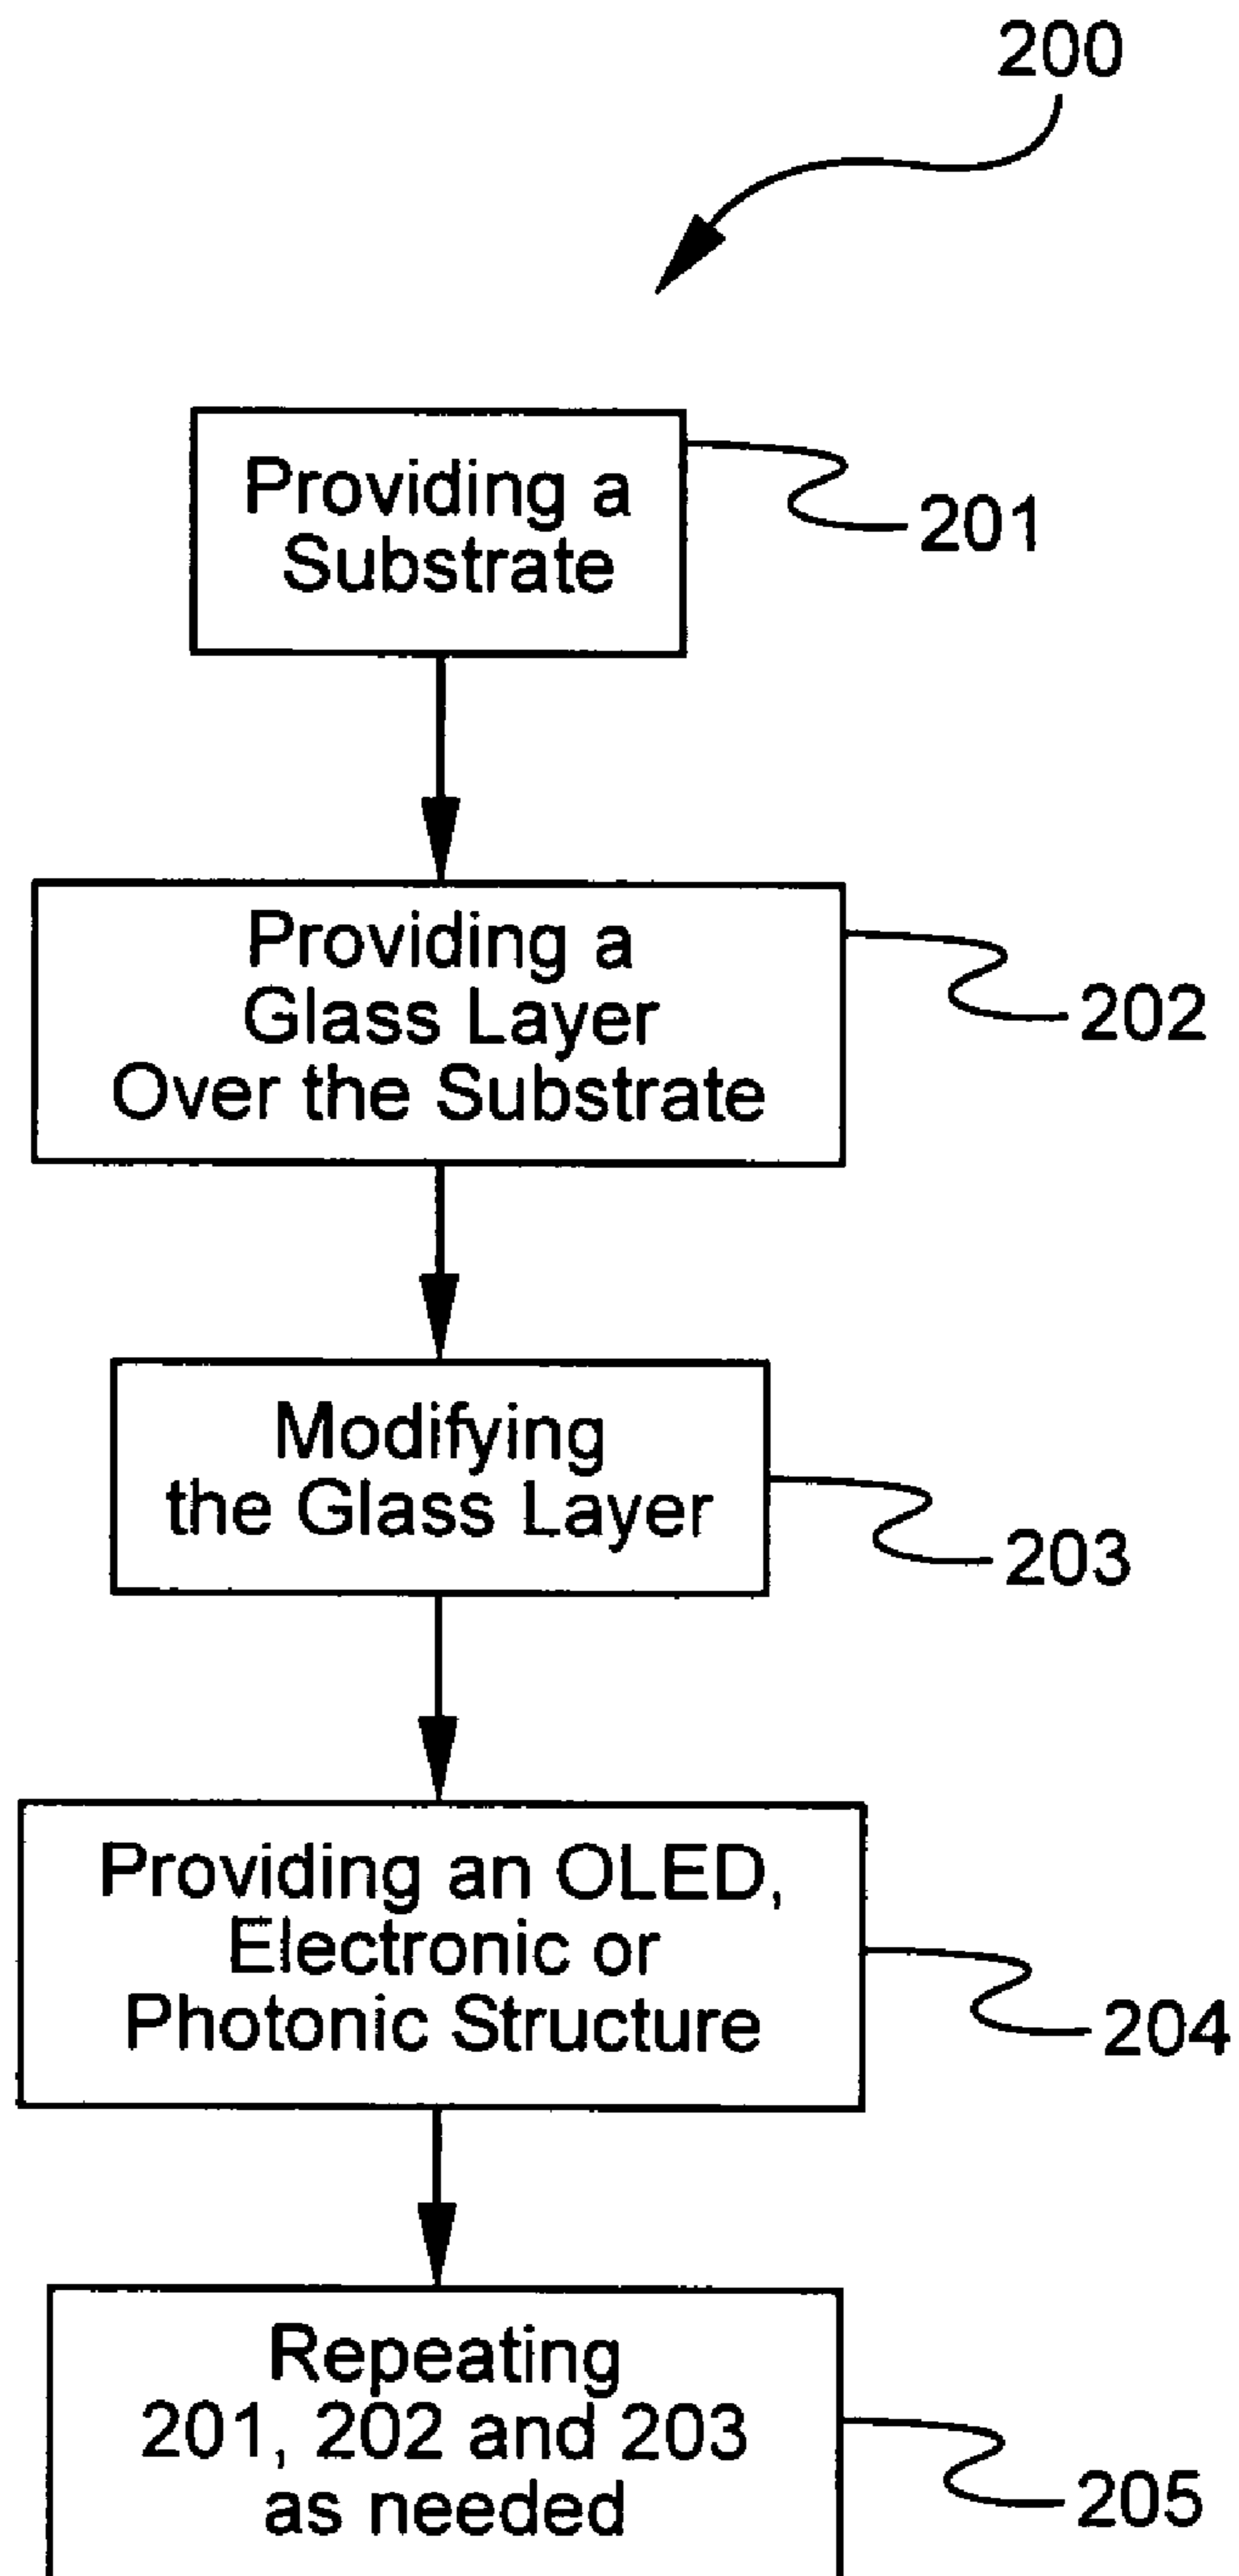 200
Providing a
Substrate
201
Providing a
Glass Layer
Over the Substrate
202
Modifying
the Glass Layer
203
Providing an OLED,
Electronic or
Photonic Structure
204
Repeating
201, 202 and 203
as needed
205